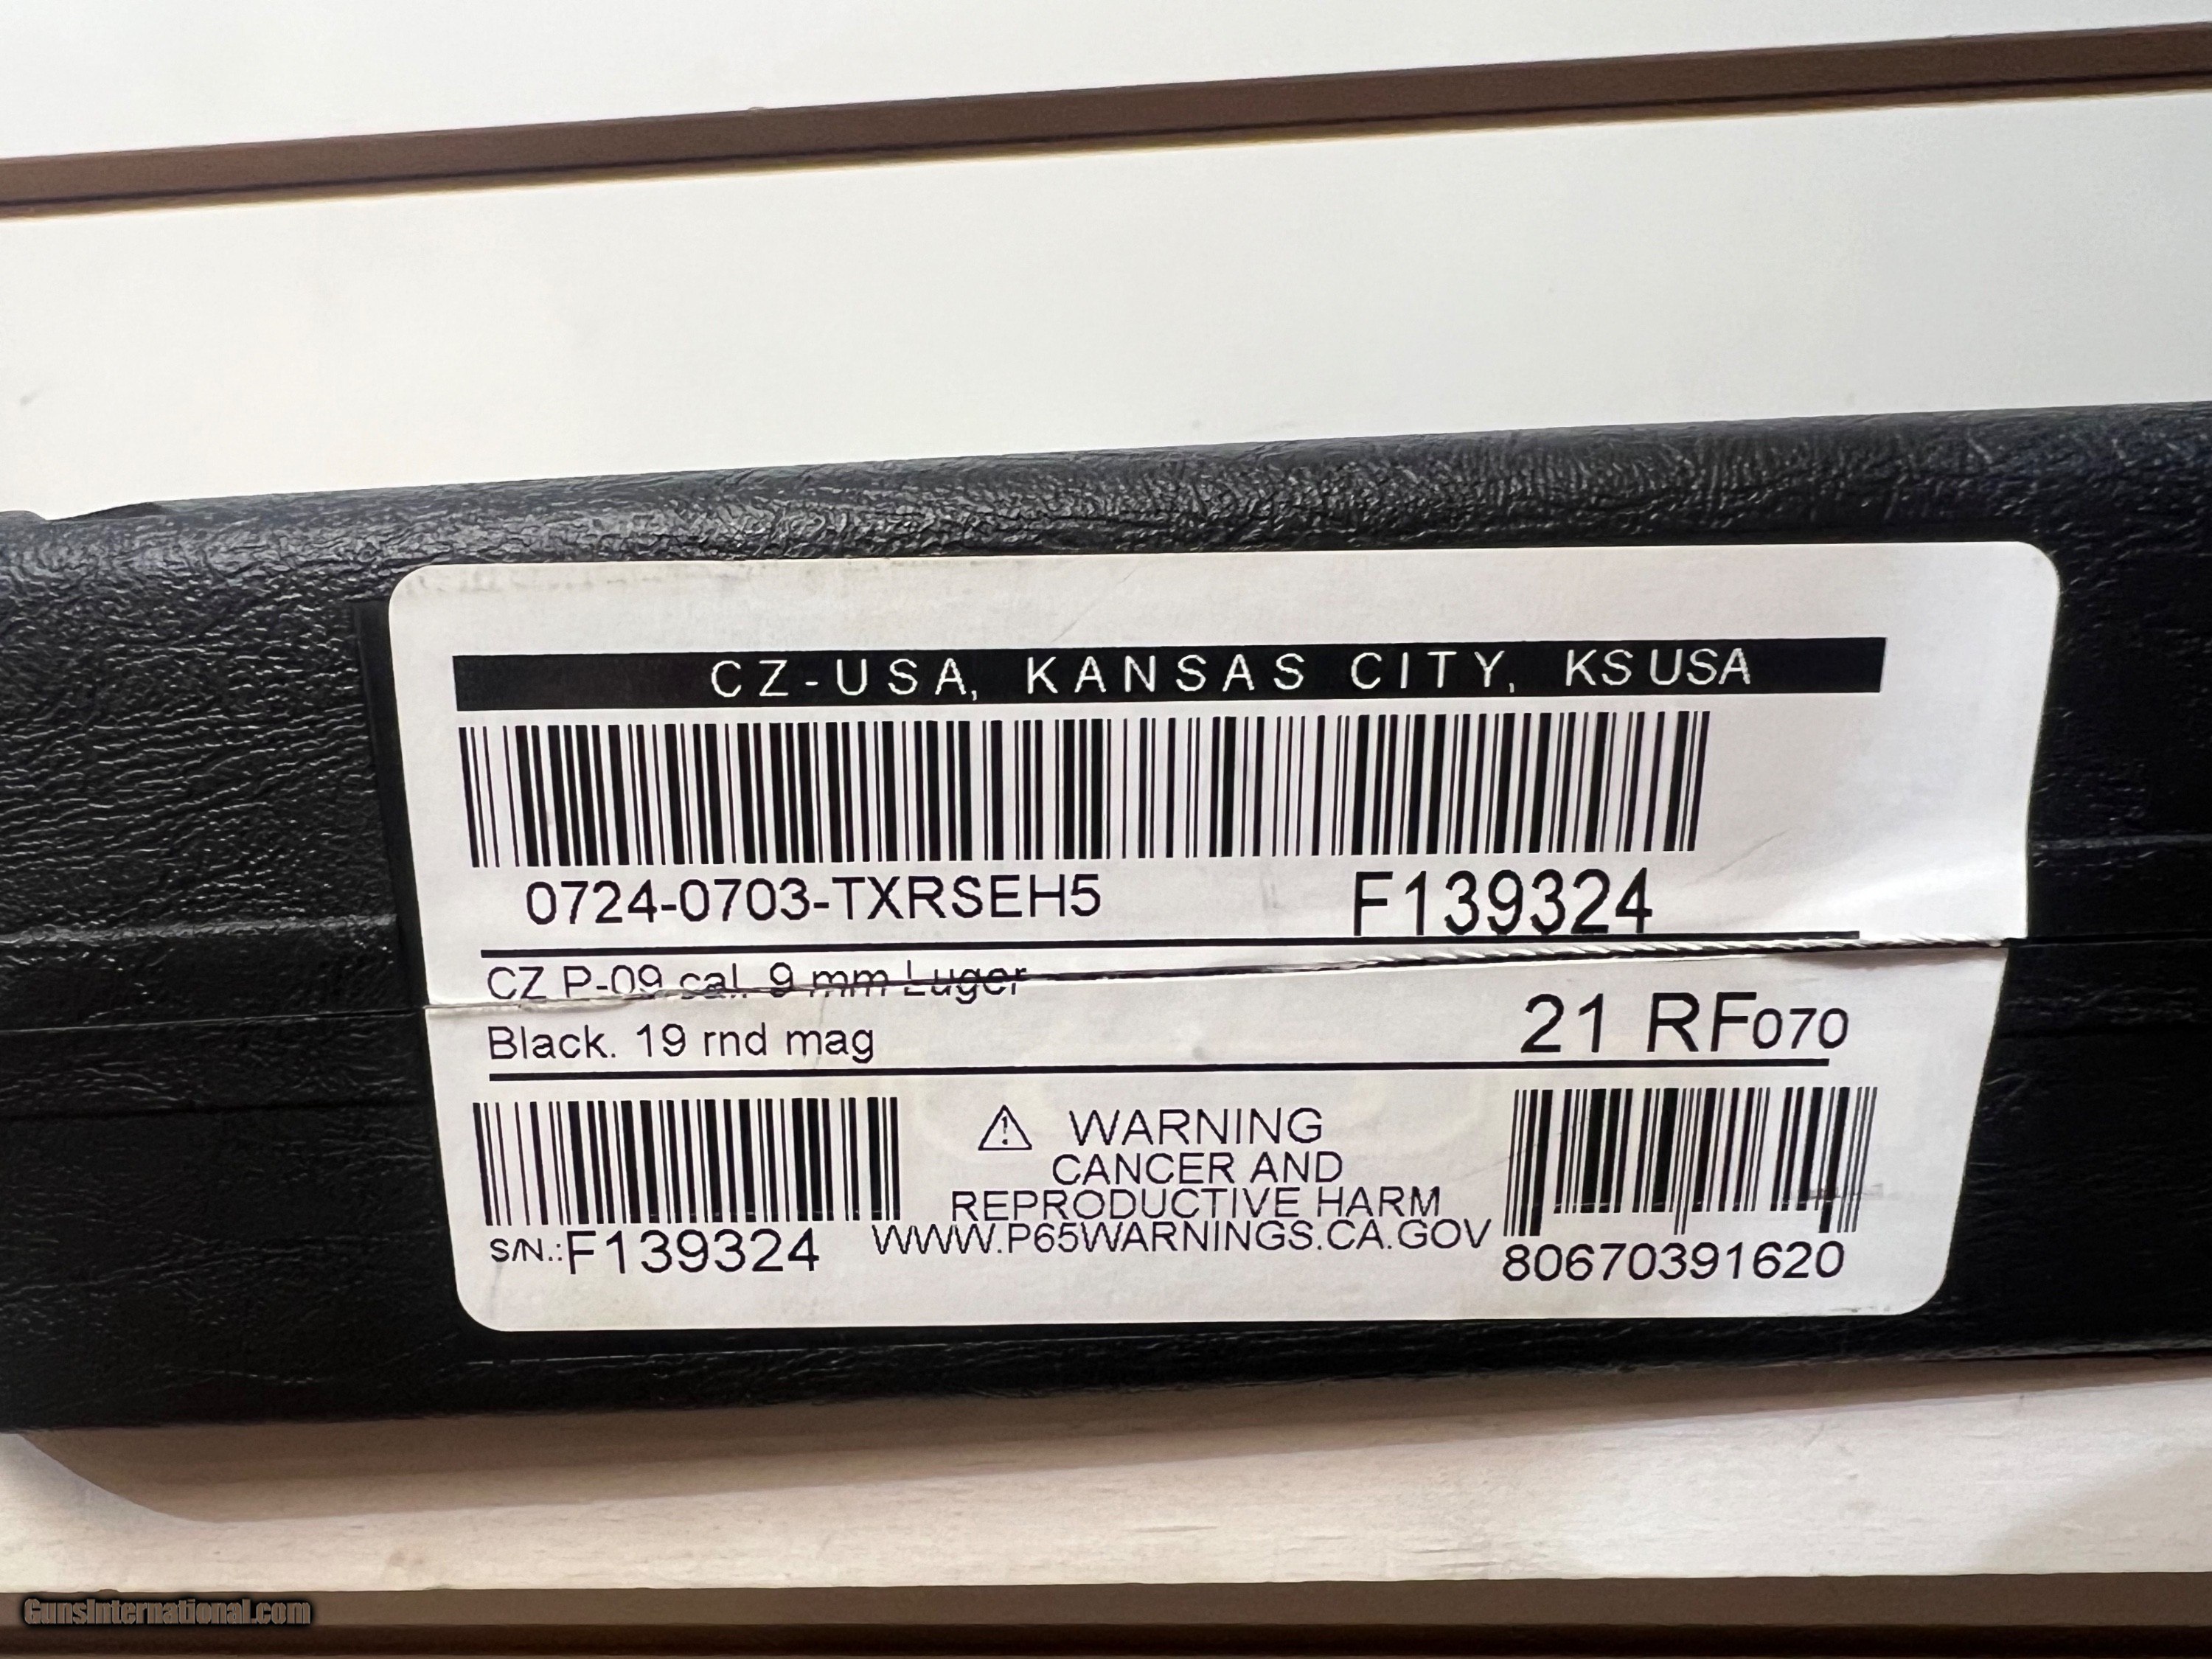 CZ-USA, KANSAS CITY, KS USA
0724-0703-TXRSEH5 F139324
CZ P-09 cal. 9 mm Luger
Black. 19 rnd mag 21 RF070
⚠ WARNING
CANCER AND
REPRODUCTIVE HARM
WWW.P65WARNINGS.CA.GOV
S/N.:F139324
80670391620
GunsInternational.com